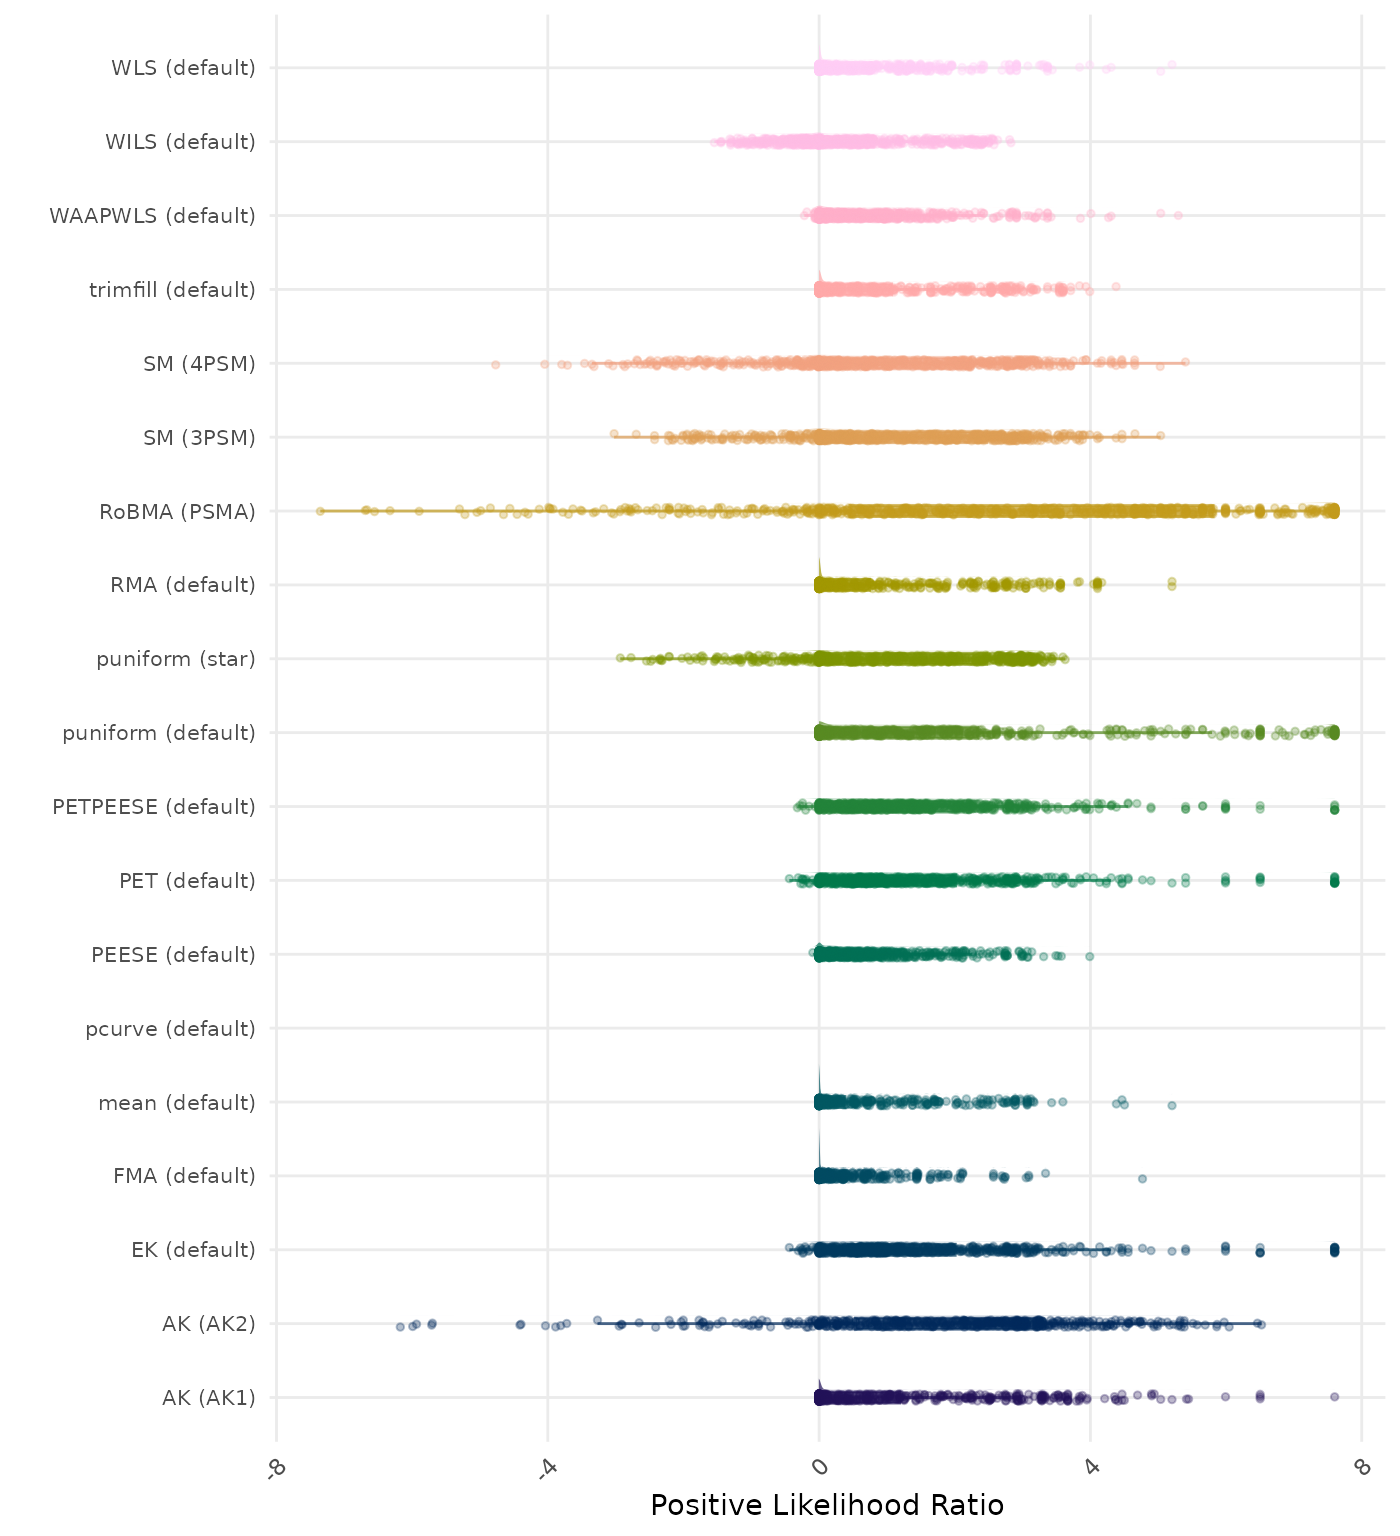 WLS (default)
WILS (default)
WAAPWLS (default)
trimfill (default)
SM (4PSM)
SM (3PSM)
RoBMA (PSMA)
RMA (default)
puniform (star)
puniform (default)
PETPEESE (default)
PET (default)
PEESE (default)
pcurve (default)
mean (default)
FMA (default)
EK (default)
AK (AK2)
AK (AK1)
-8 -4 0 4 8
Positive Likelihood Ratio